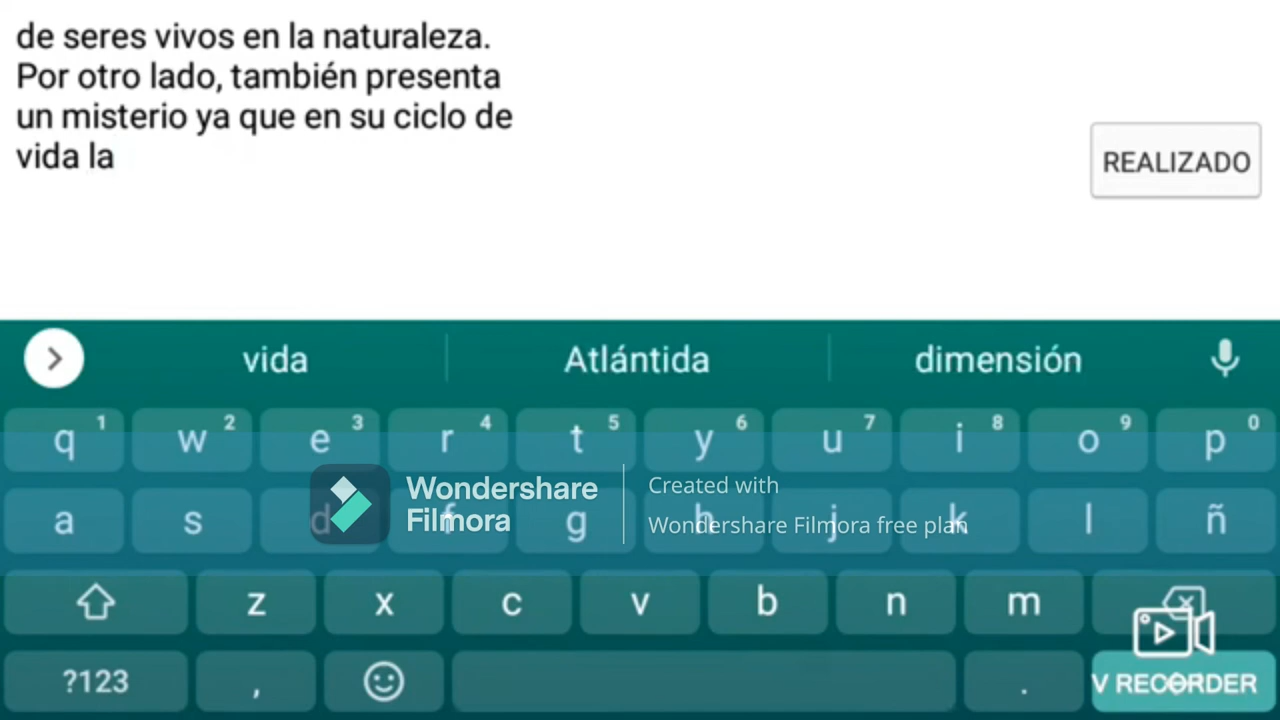 de seres vivos en la naturaleza.
Por otro lado, también presenta
un misterio ya que en su ciclo de
vida la
REALIZADO
vida Atlántida dimensión
q 1 w 2 e 3 r 4 t 5 y 6 u 7 i 8 o 9 p 0
a s d f g h j k l ñ
Wondershare
Filmora
Created with
Wondershare Filmora free plan
z x c v b n m
?123 , .
V RECORDER